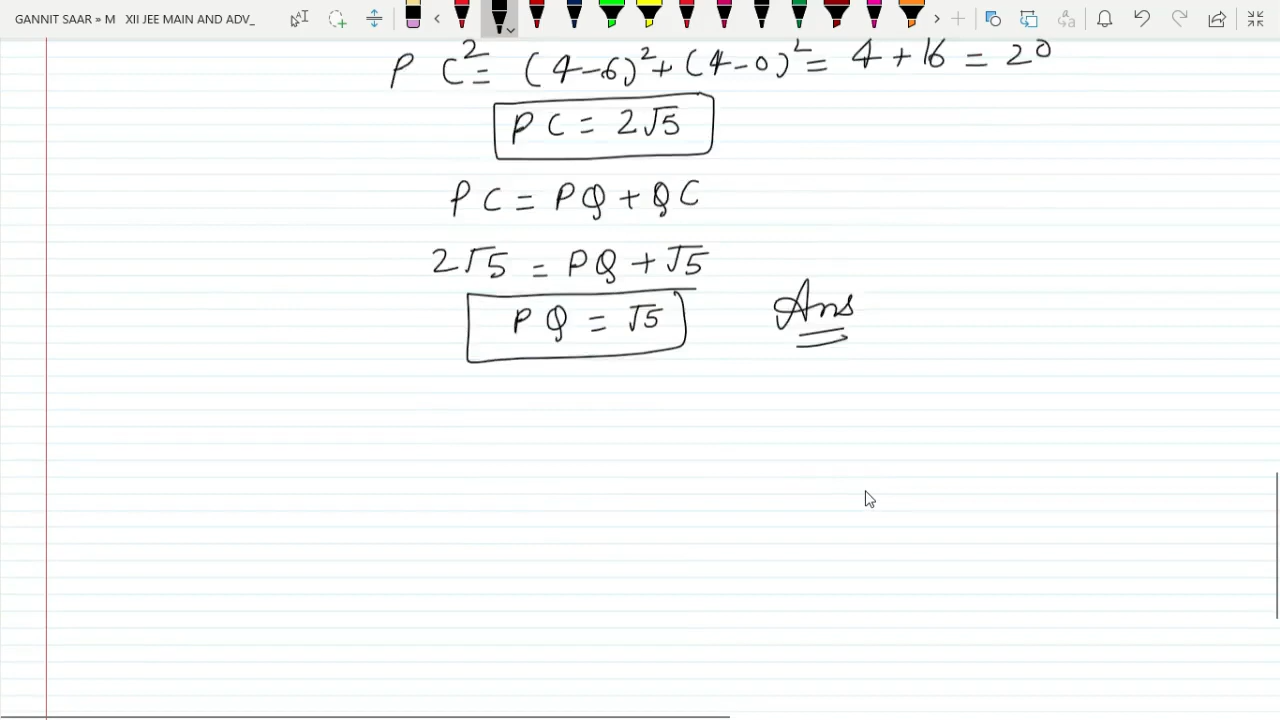 GANNIT SAAR » M XII JEE MAIN AND ADV_
P C² = (4-6)² + (4-0)² = 4 + 16 = 20
PC = 2√5
PC = PQ + QC
2√5 = PQ + √5
PQ = √5 Ans